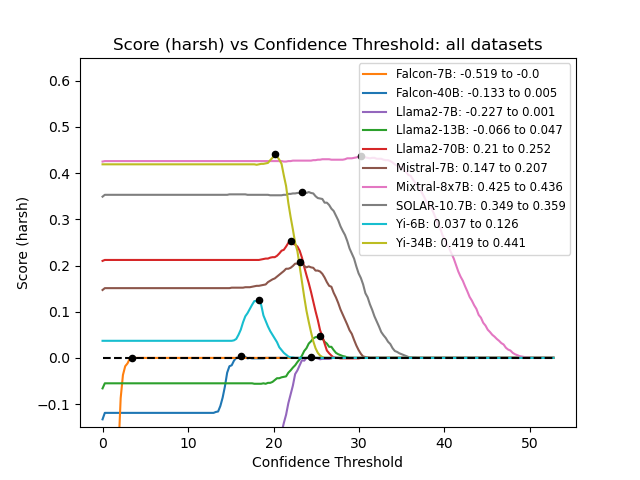 Score (harsh) vs Confidence Threshold: all datasets
Falcon-7B: -0.519 to -0.0
Falcon-40B: -0.133 to 0.005
Llama2-7B: -0.227 to 0.001
Llama2-13B: -0.066 to 0.047
Llama2-70B: 0.21 to 0.252
Mistral-7B: 0.147 to 0.207
Mixtral-8x7B: 0.425 to 0.436
SOLAR-10.7B: 0.349 to 0.359
Yi-6B: 0.037 to 0.126
Yi-34B: 0.419 to 0.441
Score (harsh)
0.6
0.5
0.4
0.3
0.2
0.1
0.0
−0.1
0 10 20 30 40 50
Confidence Threshold